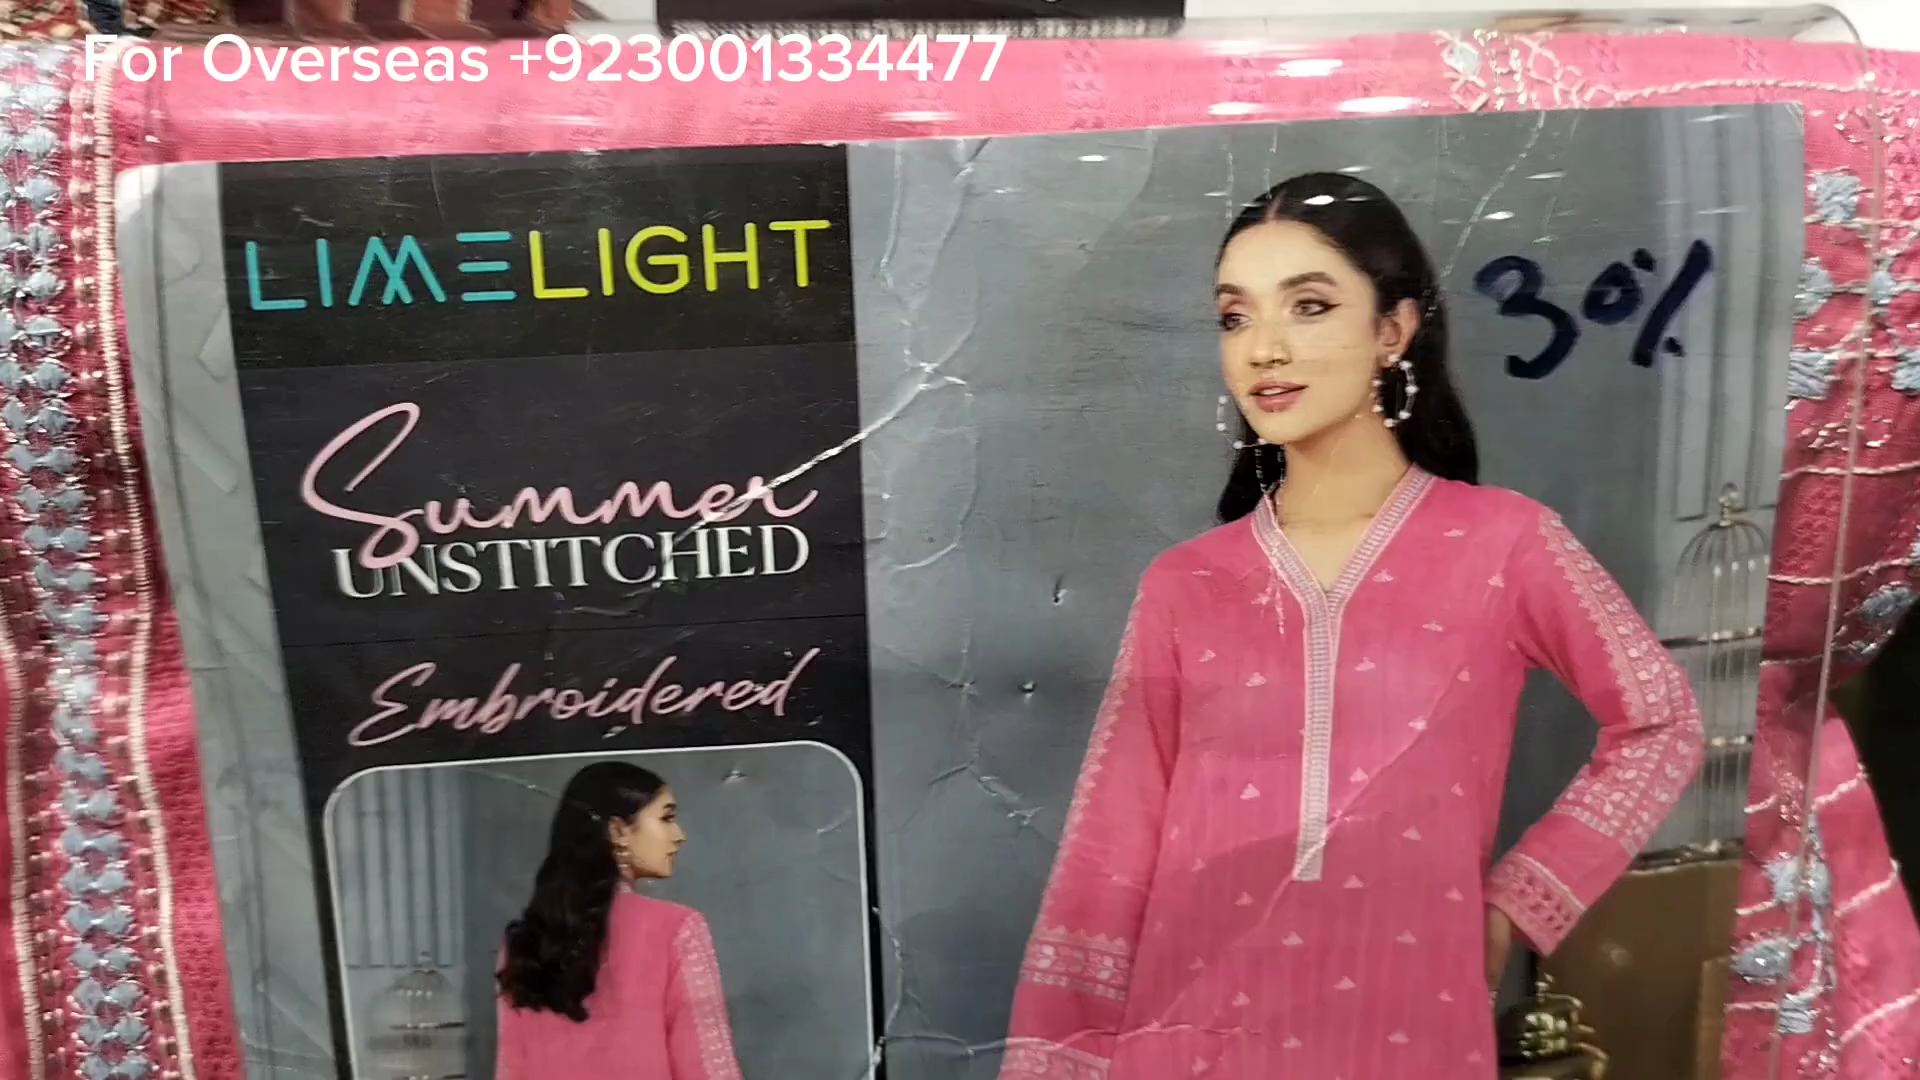 For Overseas +923001334477
LIMELIGHT
30%
Summer
UNSTITCHED
Embroidered